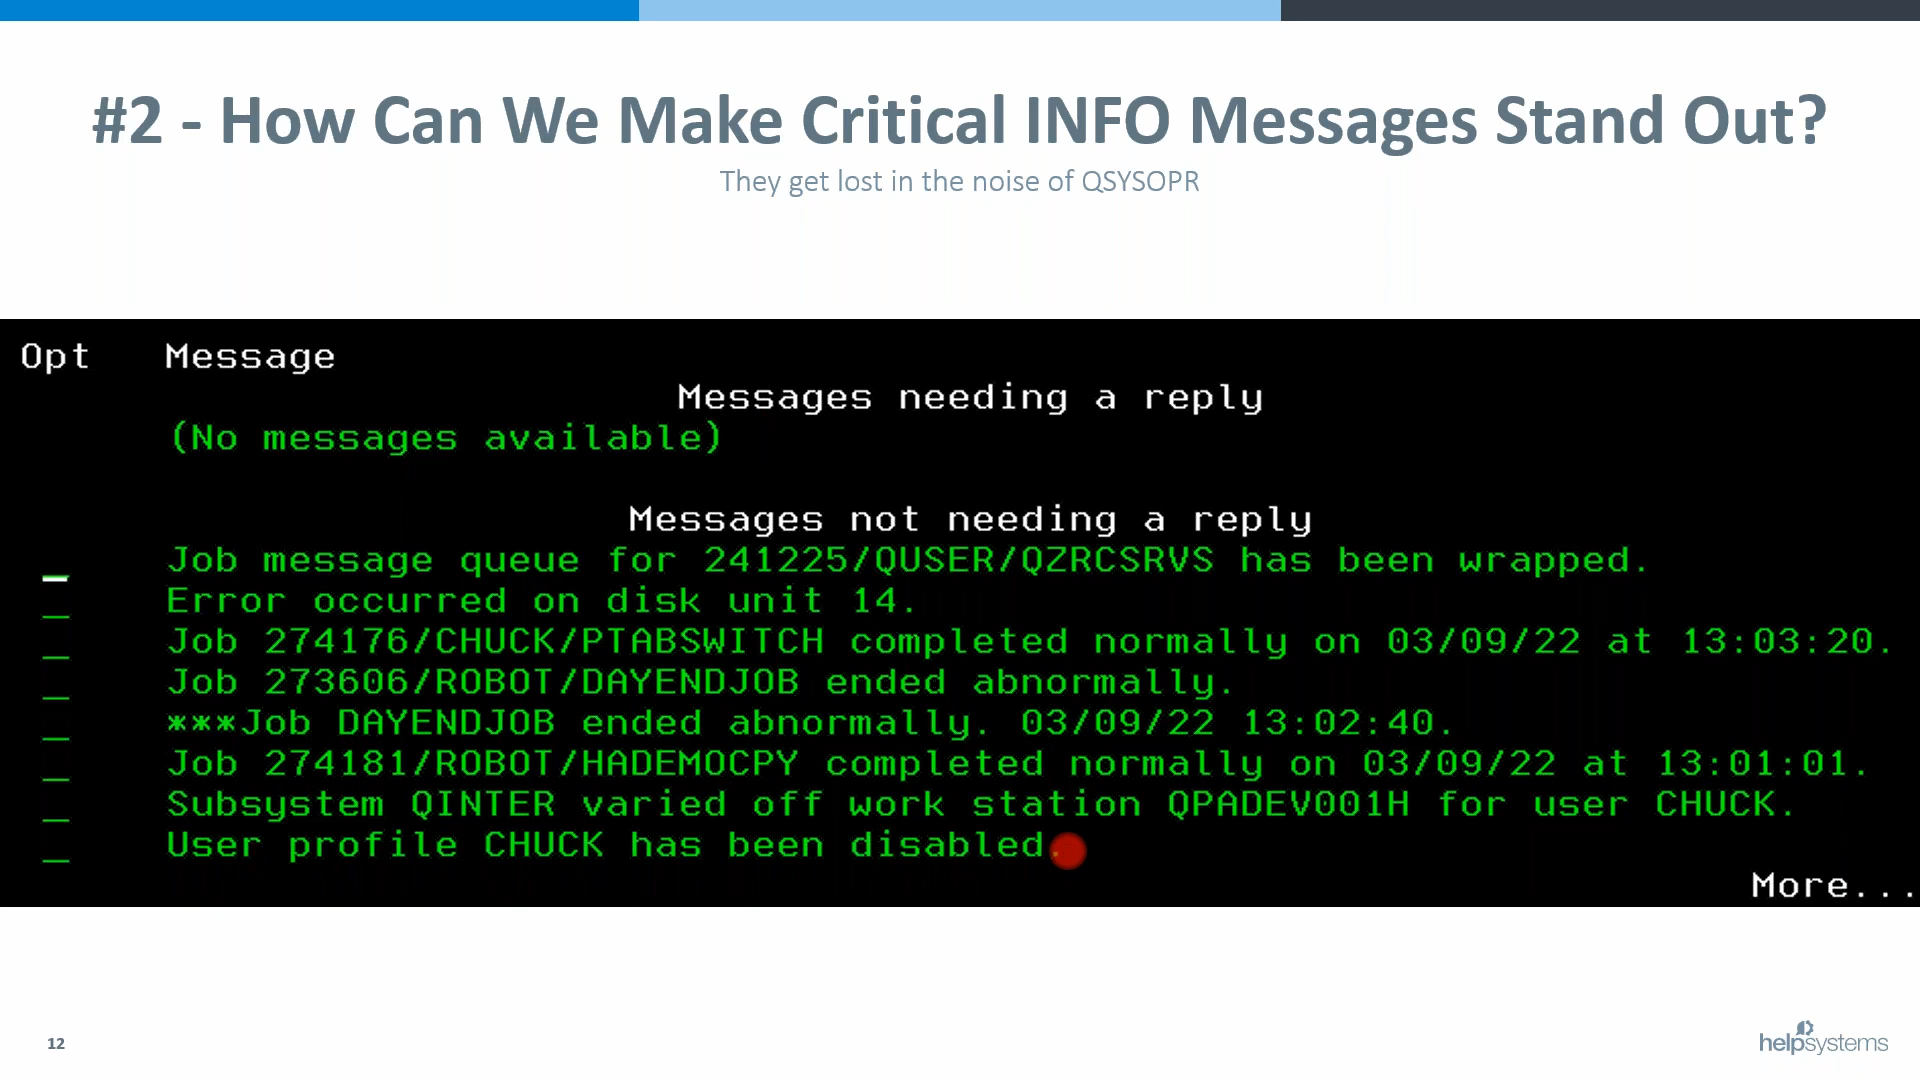 #2 - How Can We Make Critical INFO Messages Stand Out?
They get lost in the noise of QSYSOPR
Opt Message
Messages needing a reply
(No messages available)
Messages not needing a reply
_ Job message queue for 241225/QUSER/QZRCSRVS has been wrapped.
_ Error occurred on disk unit 14.
_ Job 274176/CHUCK/PTABSWITCH completed normally on 03/09/22 at 13:03:20.
_ Job 273606/ROBOT/DAYENDJOB ended abnormally.
_ ***Job DAYENDJOB ended abnormally. 03/09/22 13:02:40.
_ Job 274181/ROBOT/HADEMOCPY completed normally on 03/09/22 at 13:01:01.
_ Subsystem QINTER varied off work station QPADEV001H for user CHUCK.
_ User profile CHUCK has been disabled.
More...
12
helpsystems